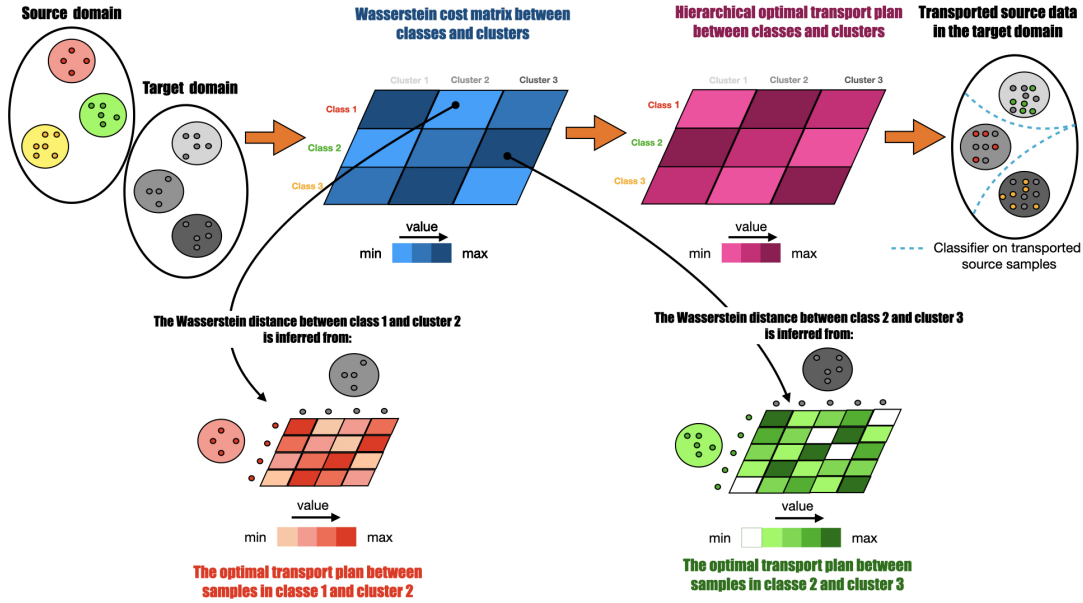 Source domain
Target domain
Wasserstein cost matrix between
classes and clusters
Cluster 1 Cluster 2 Cluster 3
Class 1
Class 2
Class 3
value
min max
Hierarchical optimal transport plan
between classes and clusters
Cluster 1 Cluster 2 Cluster 3
Class 1
Class 2
Class 3
value
min max
Transported source data
in the target domain
Classifier on transported
source samples
The Wasserstein distance between class 1 and cluster 2
is inferred from:
value
min max
The optimal transport plan between
samples in classe 1 and cluster 2
The Wasserstein distance between class 2 and cluster 3
is inferred from:
value
min max
The optimal transport plan between
samples in classe 2 and cluster 3